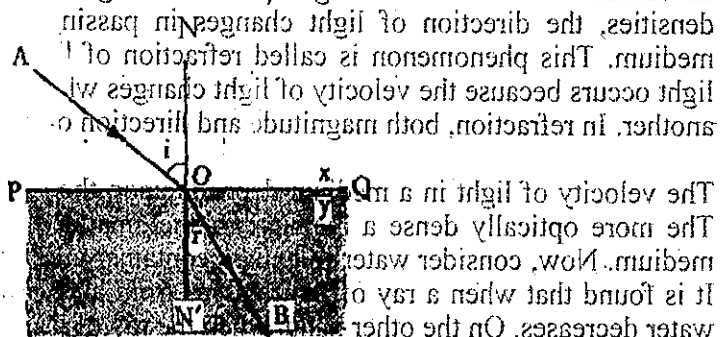 densities, the direction of light changes in passin
N
A
medium. This phenomenon is called refraction of
light occurs because the velocity of light changes
another. In refraction, both magnitude and direction o
i
O
x
P
Q
y
The velocity of light in a
The more optically dense a
r
medium. Now, consider water
It is found that when a ray o
N' B
water decreases. On the other